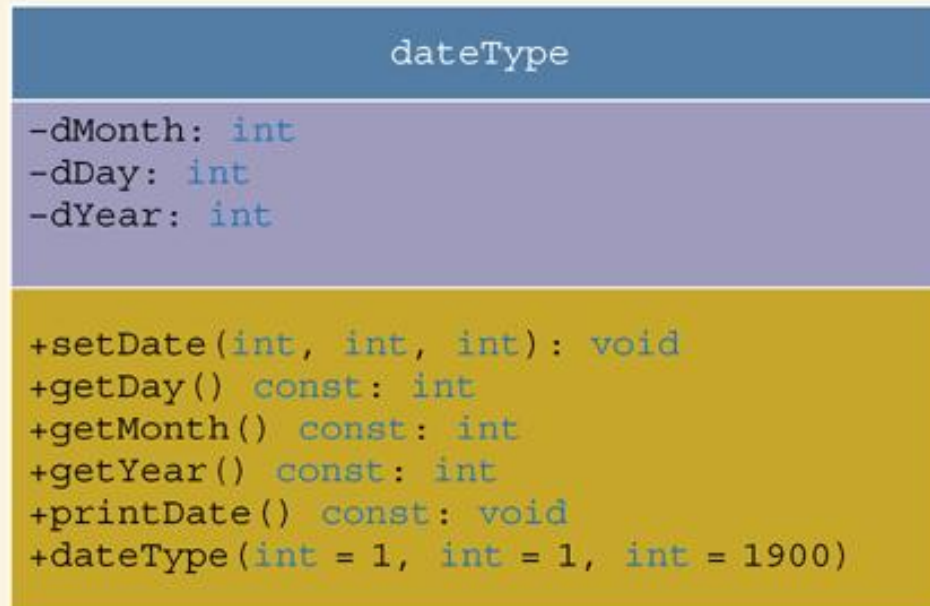 dateType
-dMonth: int
-dDay: int
-dYear: int
+setDate(int, int, int): void
+getDay() const: int
+getMonth() const: int
+getYear() const: int
+printDate() const: void
+dateType(int = 1, int = 1, int = 1900)